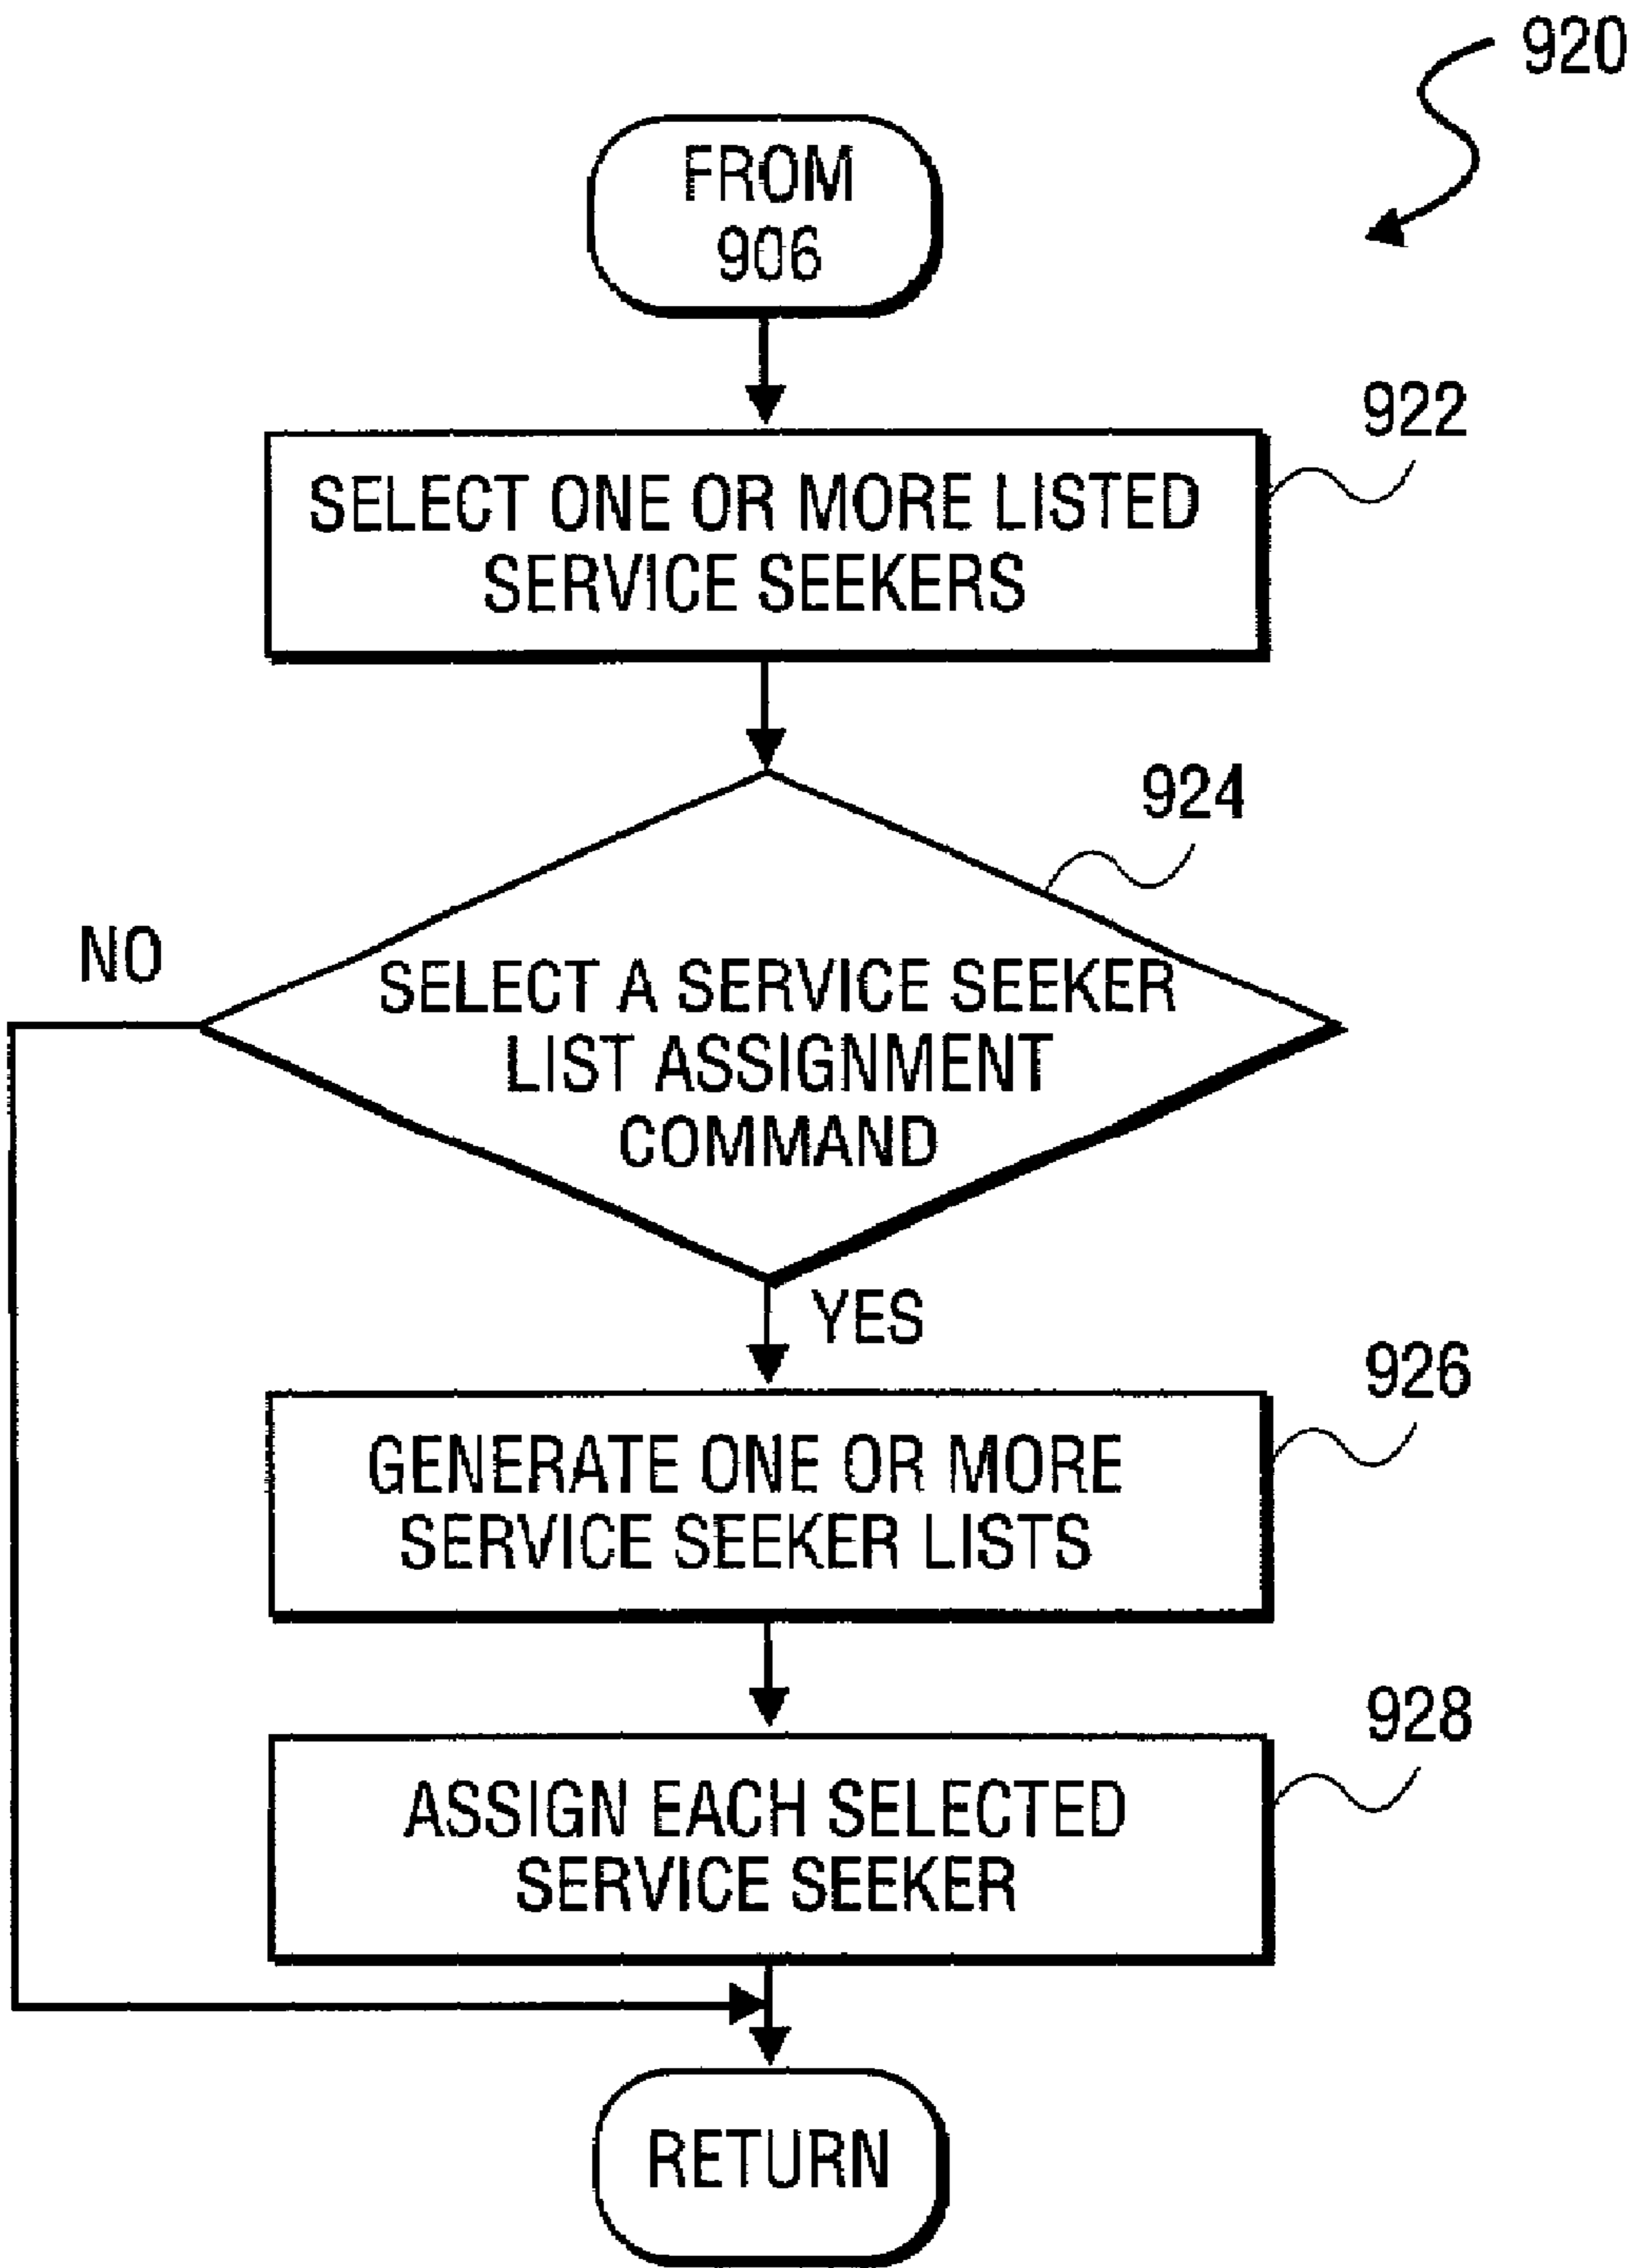 920
FROM
906
922
SELECT ONE OR MORE LISTED
SERVICE SEEKERS
924
NO
SELECT A SERVICE SEEKER
LIST ASSIGNMENT
COMMAND
YES
926
GENERATE ONE OR MORE
SERVICE SEEKER LISTS
928
ASSIGN EACH SELECTED
SERVICE SEEKER
RETURN